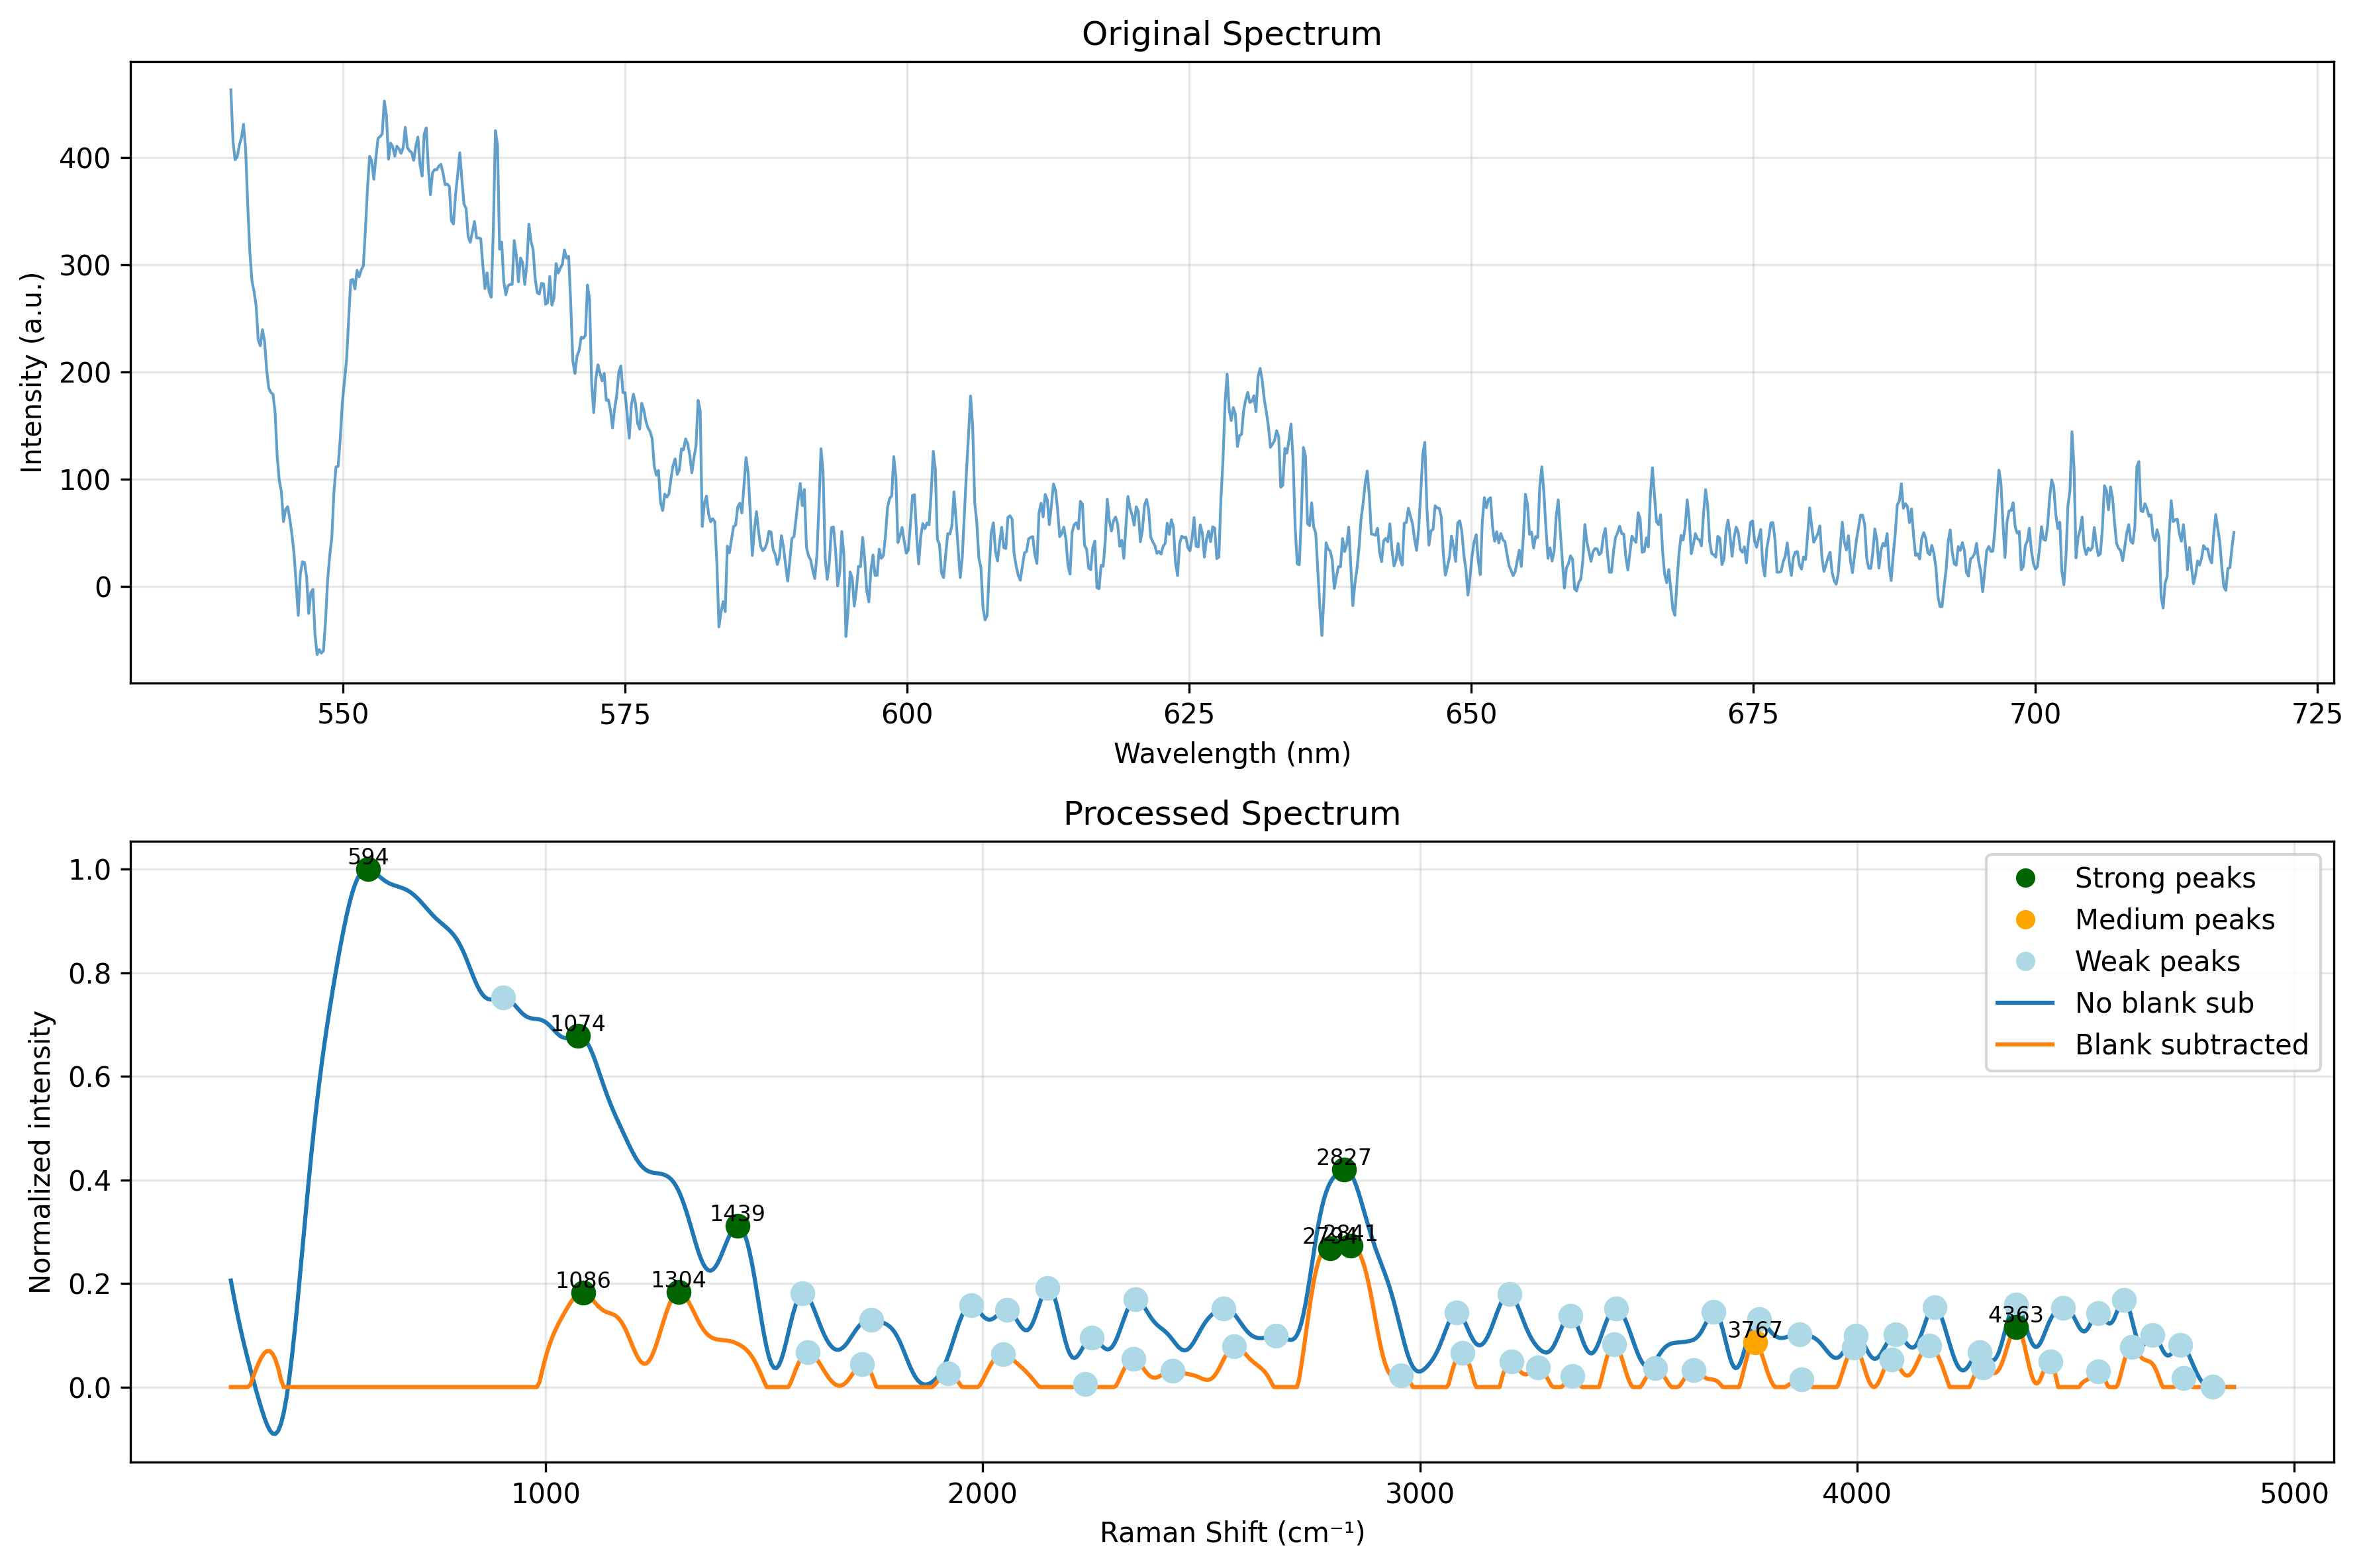 Original Spectrum
Intensity (a.u.)
400
300
200
100
0
550 575 600 625 650 675 700 725
Wavelength (nm)
Processed Spectrum
Normalized intensity
1.0
0.8
0.6
0.4
0.2
0.0
594
1074
1439
1086
1304
2827
2841
3767
4363
Strong peaks
Medium peaks
Weak peaks
No blank sub
Blank subtracted
1000 2000 3000 4000 5000
Raman Shift (cm⁻¹)